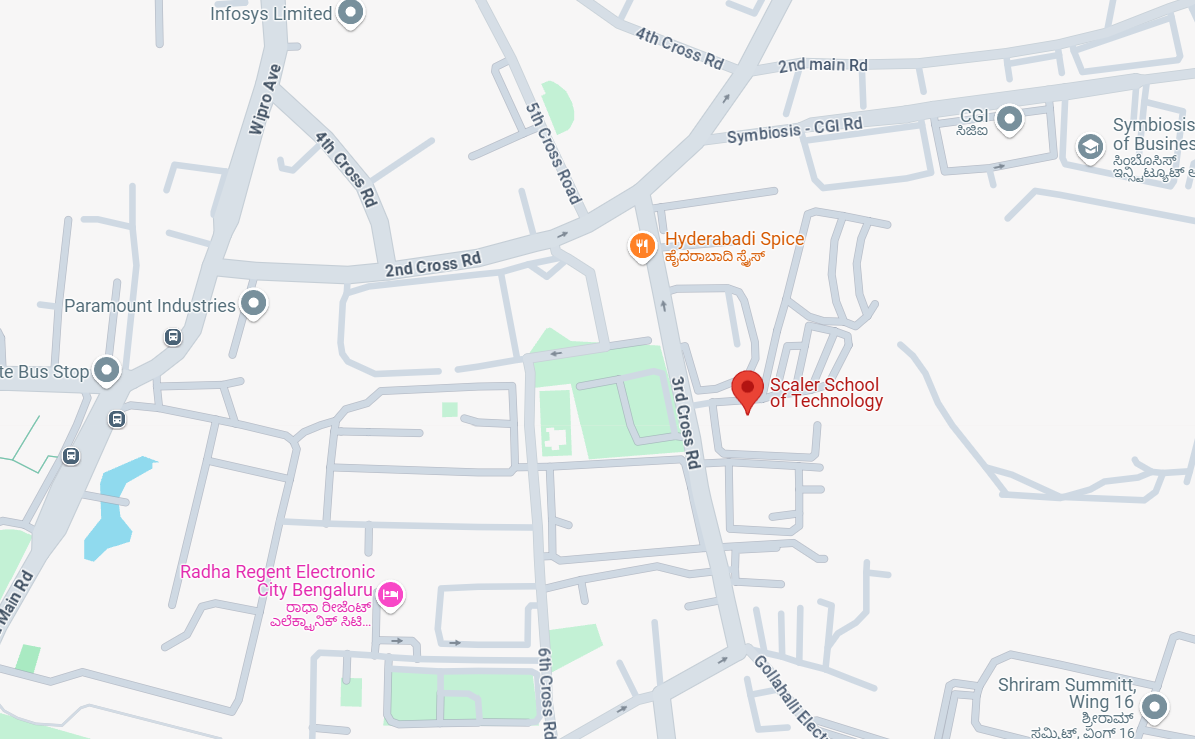 Infosys Limited
4th Cross Rd
2nd main Rd
Wipro Ave
5th Cross Road
CGI
ಸಿಜಿಐ
Symbiosis - CGI Rd
Symbiosis
of Busines
ಸಿಂಬೊಸಿಸ್
4th Cross Rd
Hyderabadi Spice
ಹೈದರಾಬಾದಿ ಸ್ಪೈಸ್
2nd Cross Rd
Paramount Industries
te Bus Stop
3rd Cross Rd
Scaler School
of Technology
Radha Regent Electronic
City Bengaluru
ರಾಧಾ ರೀಜೆಂಟ್
ಎಲೆಕ್ಟ್ರಾನಿಕ್ ಸಿಟಿ...
Main Rd
6th Cross Rd
Gollahalli Elect
Shriram Summitt,
Wing 16
ಶ್ರೀರಾಮ್
ಸಮ್ಮಿಟ್, ವಿಂಗ್ 16